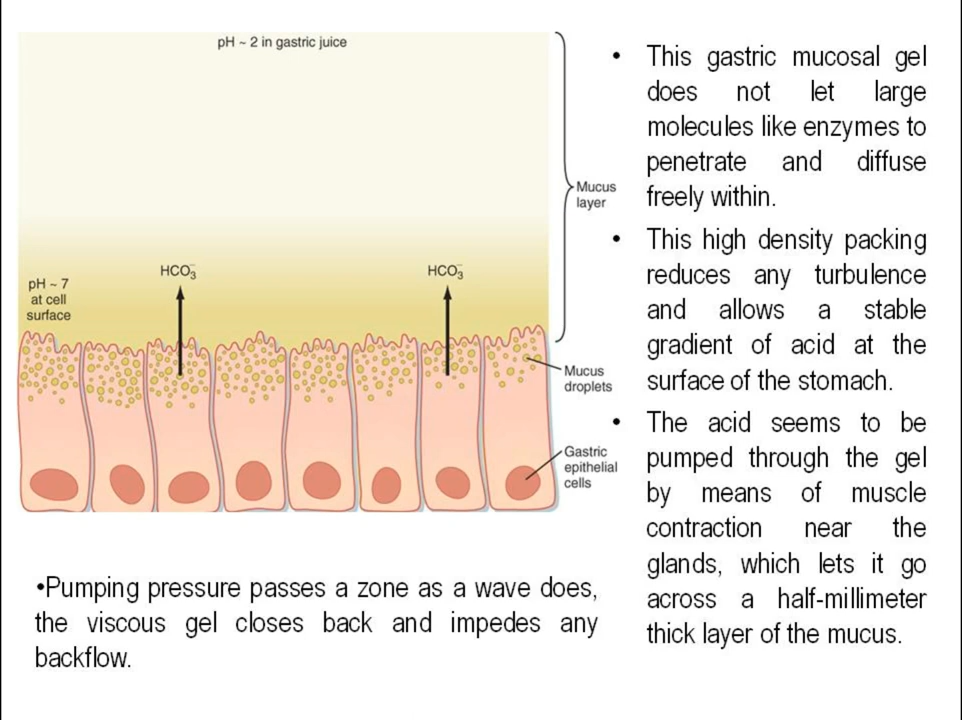 pH ~ 2 in gastric juice
Mucus
layer
HCO3-
HCO3-
pH ~ 7
at cell
surface
Mucus
droplets
Gastric
epithelial
cells
• This gastric mucosal gel
does not let large
molecules like enzymes to
penetrate and diffuse
freely within.
• This high density packing
reduces any turbulence
and allows a stable
gradient of acid at the
surface of the stomach.
• The acid seems to be
pumped through the gel
by means of muscle
contraction near the
glands, which lets it go
across a half-millimeter
thick layer of the mucus.
•Pumping pressure passes a zone as a wave does,
the viscous gel closes back and impedes any
backflow.